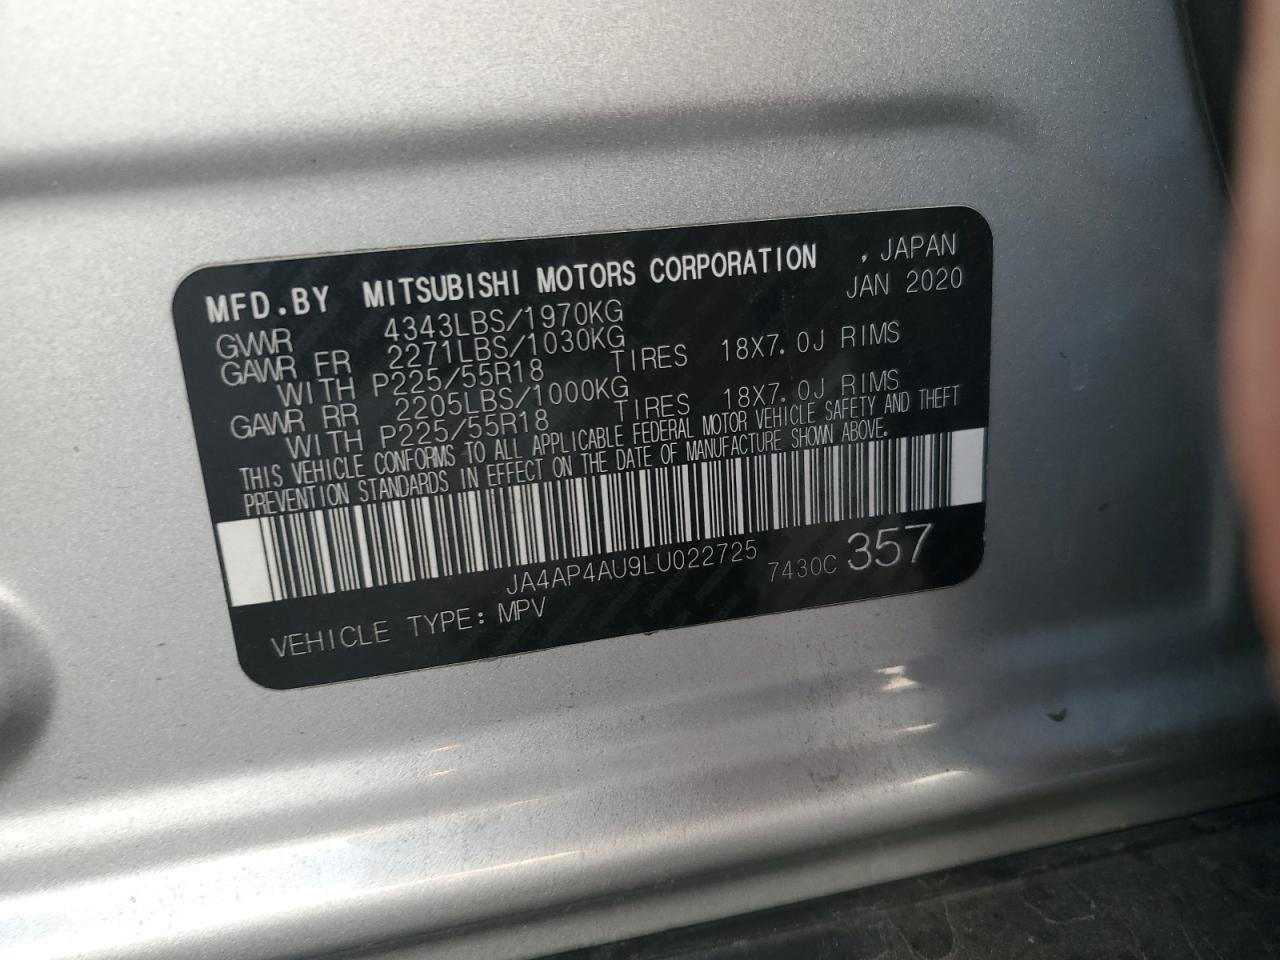 MFD.BY MITSUBISHI MOTORS CORPORATION , JAPAN
JAN 2020
GVWR 4343LBS/1970KG
GAWR FR 2271LBS/1030KG
WITH P225/55R18 TIRES 18X7.0J RIMS
GAWR RR 2205LBS/1000KG
WITH P225/55R18 TIRES 18X7.0J RIMS
THIS VEHICLE CONFORMS TO ALL APPLICABLE FEDERAL MOTOR VEHICLE SAFETY AND THEFT
PREVENTION STANDARDS IN EFFECT ON THE DATE OF MANUFACTURE SHOWN ABOVE.
JA4AP4AU9LU022725 7430C 357
VEHICLE TYPE: MPV